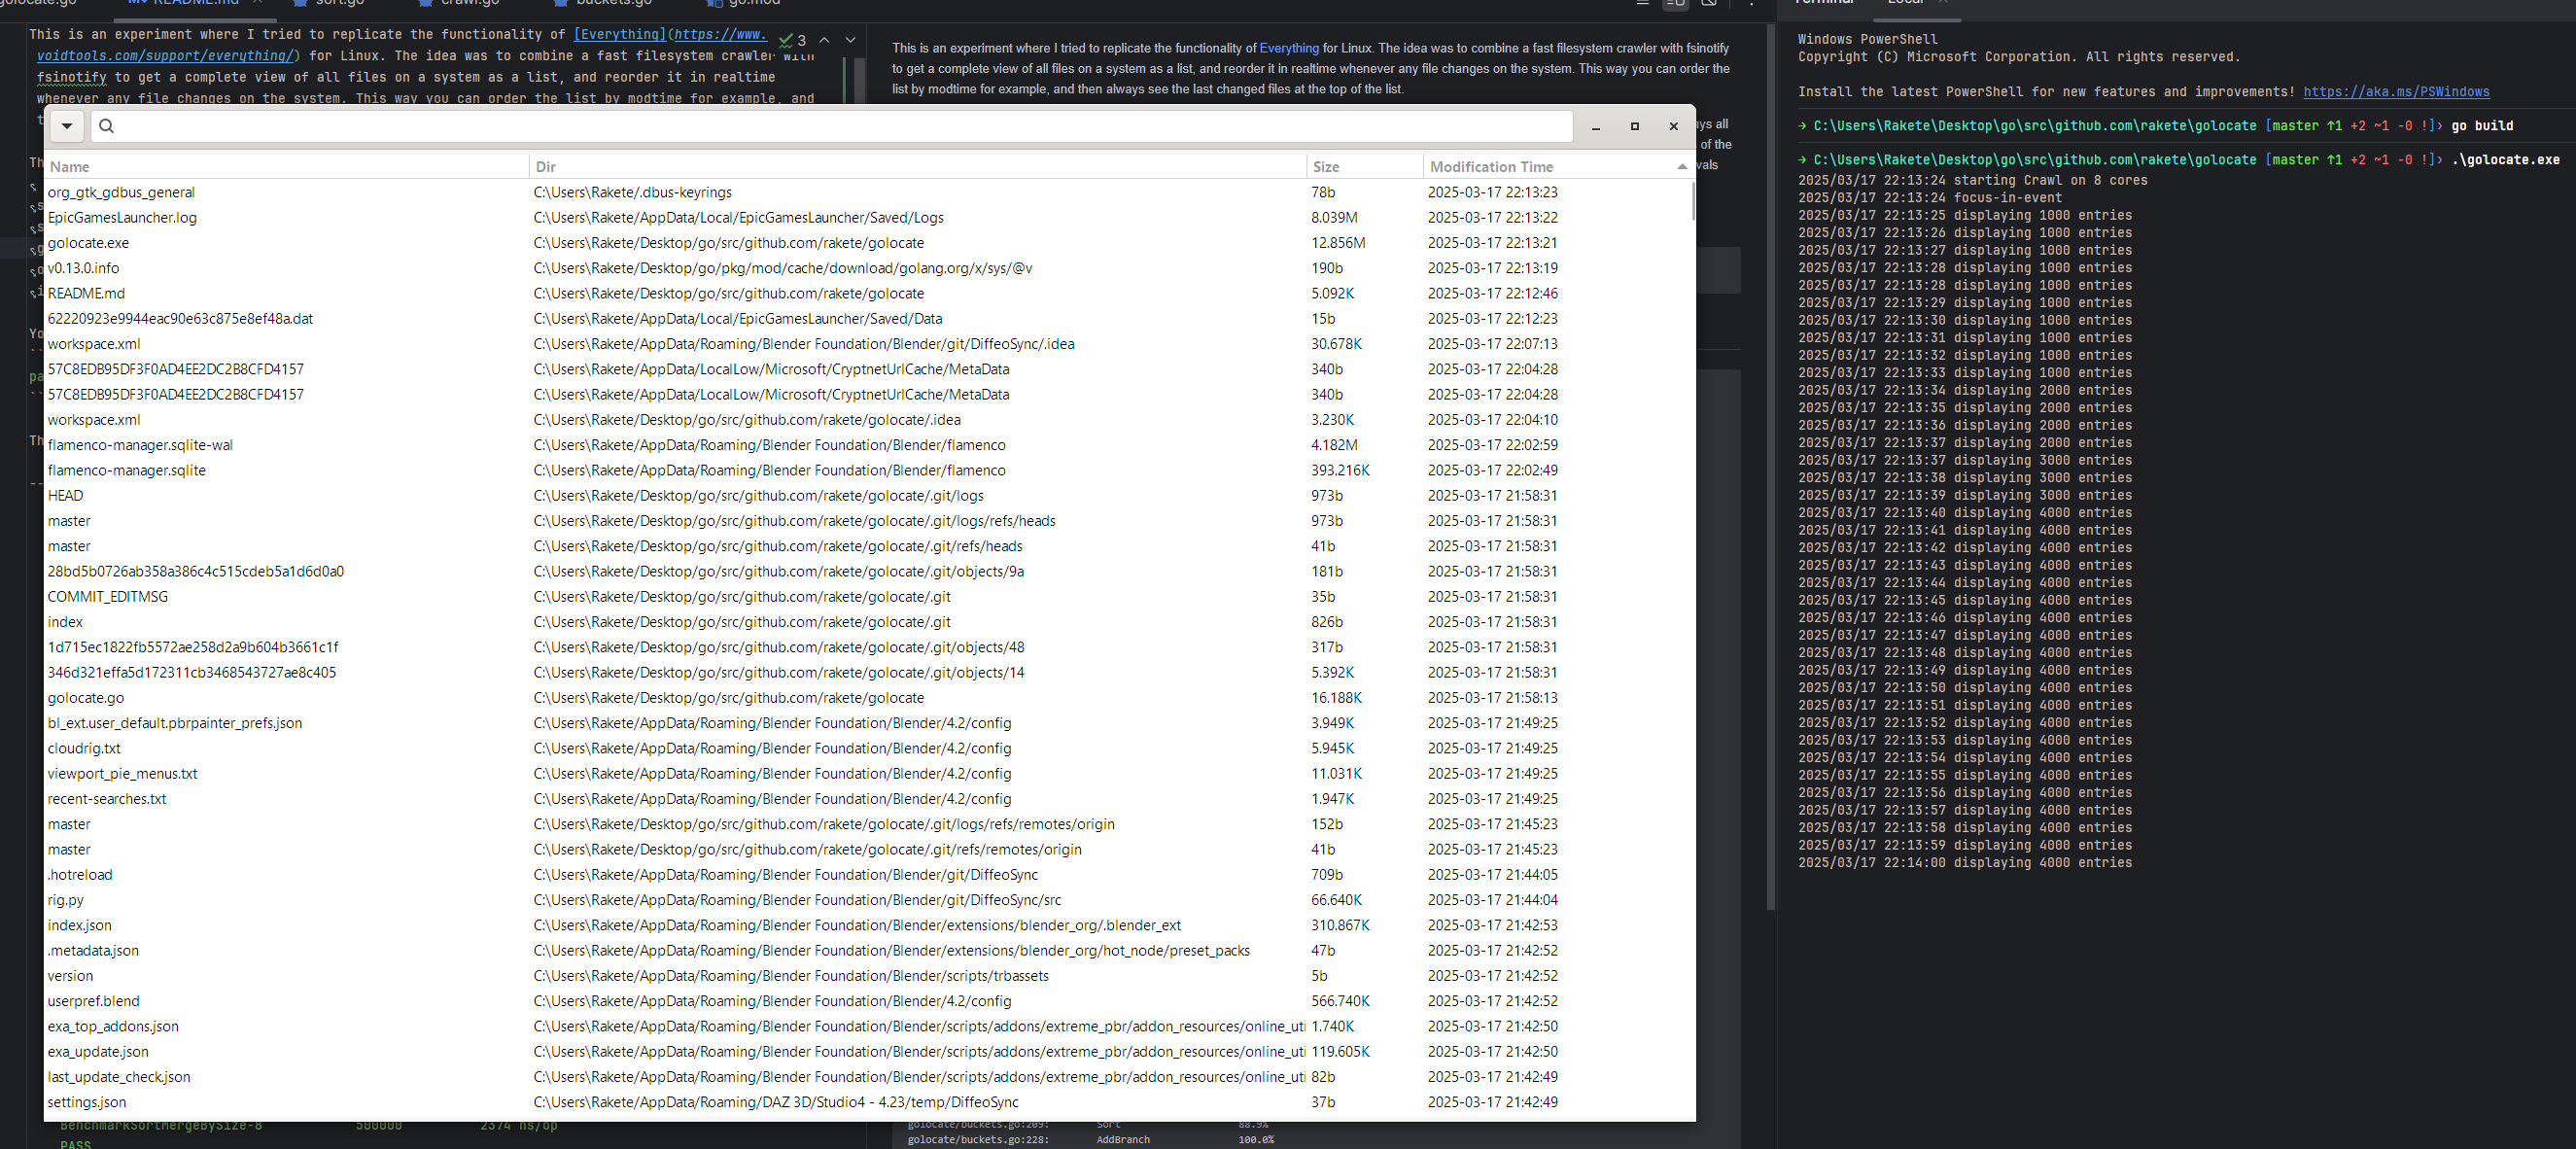 golocate.go README.md sort.go crawl.go buckets.go go.mod
This is an experiment where I tried to replicate the functionality of [Everything](https://www.
voidtools.com/support/everything/) for Linux. The idea was to combine a fast filesystem crawler with
fsinotify to get a complete view of all files on a system as a list, and reorder it in realtime
whenever any file changes on the system. This way you can order the list by modtime for example, and
3
This is an experiment where I tried to replicate the functionality of Everything for Linux. The idea was to combine a fast filesystem crawler with fsinotify
to get a complete view of all files on a system as a list, and reorder it in realtime whenever any file changes on the system. This way you can order the
list by modtime for example, and then always see the last changed files at the top of the list.
all
of the
Name Dir Size Modification Time
org_gtk_gdbus_general C:\Users\Rakete/.dbus-keyrings 78b 2025-03-17 22:13:23
EpicGamesLauncher.log C:\Users\Rakete/AppData/Local/EpicGamesLauncher/Saved/Logs 8.039M 2025-03-17 22:13:22
golocate.exe C:\Users\Rakete/Desktop/go/src/github.com/rakete/golocate 12.856M 2025-03-17 22:13:21
v0.13.0.info C:\Users\Rakete/Desktop/go/pkg/mod/cache/download/golang.org/x/sys/@v 190b 2025-03-17 22:13:19
README.md C:\Users\Rakete/Desktop/go/src/github.com/rakete/golocate 5.092K 2025-03-17 22:12:46
62220923e9944eac90e63c875e8ef48a.dat C:\Users\Rakete/AppData/Local/EpicGamesLauncher/Saved/Data 15b 2025-03-17 22:12:23
workspace.xml C:\Users\Rakete/AppData/Roaming/Blender Foundation/Blender/git/DiffeoSync/.idea 30.678K 2025-03-17 22:07:13
57C8EDB95DF3F0AD4EE2DC2B8CFD4157 C:\Users\Rakete/AppData/LocalLow/Microsoft/CryptnetUrlCache/MetaData 340b 2025-03-17 22:04:28
57C8EDB95DF3F0AD4EE2DC2B8CFD4157 C:\Users\Rakete/AppData/LocalLow/Microsoft/CryptnetUrlCache/MetaData 340b 2025-03-17 22:04:28
workspace.xml C:\Users\Rakete/Desktop/go/src/github.com/rakete/golocate/.idea 3.230K 2025-03-17 22:04:10
flamenco-manager.sqlite-wal C:\Users\Rakete/AppData/Roaming/Blender Foundation/Blender/flamenco 4.182M 2025-03-17 22:02:59
flamenco-manager.sqlite C:\Users\Rakete/AppData/Roaming/Blender Foundation/Blender/flamenco 393.216K 2025-03-17 22:02:49
HEAD C:\Users\Rakete/Desktop/go/src/github.com/rakete/golocate/.git/logs 973b 2025-03-17 21:58:31
master C:\Users\Rakete/Desktop/go/src/github.com/rakete/golocate/.git/logs/refs/heads 973b 2025-03-17 21:58:31
master C:\Users\Rakete/Desktop/go/src/github.com/rakete/golocate/.git/refs/heads 41b 2025-03-17 21:58:31
28bd5b0726ab358a386c4c515cdeb5a1d6d0a0 C:\Users\Rakete/Desktop/go/src/github.com/rakete/golocate/.git/objects/9a 181b 2025-03-17 21:58:31
COMMIT_EDITMSG C:\Users\Rakete/Desktop/go/src/github.com/rakete/golocate/.git 35b 2025-03-17 21:58:31
index C:\Users\Rakete/Desktop/go/src/github.com/rakete/golocate/.git 826b 2025-03-17 21:58:31
1d715ec1822fb5572ae258d2a9b604b3661c1f C:\Users\Rakete/Desktop/go/src/github.com/rakete/golocate/.git/objects/48 317b 2025-03-17 21:58:31
346d321effa5d172311cb3468543727ae8c405 C:\Users\Rakete/Desktop/go/src/github.com/rakete/golocate/.git/objects/14 5.392K 2025-03-17 21:58:31
golocate.go C:\Users\Rakete/Desktop/go/src/github.com/rakete/golocate 16.188K 2025-03-17 21:58:13
bl_ext.user_default.pbrpainter_prefs.json C:\Users\Rakete/AppData/Roaming/Blender Foundation/Blender/4.2/config 3.949K 2025-03-17 21:49:25
cloudrig.txt C:\Users\Rakete/AppData/Roaming/Blender Foundation/Blender/4.2/config 5.945K 2025-03-17 21:49:25
viewport_pie_menus.txt C:\Users\Rakete/AppData/Roaming/Blender Foundation/Blender/4.2/config 11.031K 2025-03-17 21:49:25
recent-searches.txt C:\Users\Rakete/AppData/Roaming/Blender Foundation/Blender/4.2/config 1.947K 2025-03-17 21:49:25
master C:\Users\Rakete/Desktop/go/src/github.com/rakete/golocate/.git/logs/refs/remotes/origin 152b 2025-03-17 21:45:23
master C:\Users\Rakete/Desktop/go/src/github.com/rakete/golocate/.git/refs/remotes/origin 41b 2025-03-17 21:45:23
.hotreload C:\Users\Rakete/AppData/Roaming/Blender Foundation/Blender/git/DiffeoSync 709b 2025-03-17 21:44:05
rig.py C:\Users\Rakete/AppData/Roaming/Blender Foundation/Blender/git/DiffeoSync/src 66.640K 2025-03-17 21:44:04
index.json C:\Users\Rakete/AppData/Roaming/Blender Foundation/Blender/extensions/blender_org/.blender_ext 310.867K 2025-03-17 21:42:53
.metadata.json C:\Users\Rakete/AppData/Roaming/Blender Foundation/Blender/extensions/blender_org/hot_node/preset_packs 47b 2025-03-17 21:42:52
version C:\Users\Rakete/AppData/Roaming/Blender Foundation/Blender/scripts/trbassets 5b 2025-03-17 21:42:52
userpref.blend C:\Users\Rakete/AppData/Roaming/Blender Foundation/Blender/4.2/config 566.740K 2025-03-17 21:42:52
exa_top_addons.json C:\Users\Rakete/AppData/Roaming/Blender Foundation/Blender/scripts/addons/extreme_pbr/addon_resources/online_uti 1.740K 2025-03-17 21:42:50
exa_update.json C:\Users\Rakete/AppData/Roaming/Blender Foundation/Blender/scripts/addons/extreme_pbr/addon_resources/online_uti 119.605K 2025-03-17 21:42:50
last_update_check.json C:\Users\Rakete/AppData/Roaming/Blender Foundation/Blender/scripts/addons/extreme_pbr/addon_resources/online_uti 82b 2025-03-17 21:42:49
settings.json C:\Users\Rakete/AppData/Roaming/DAZ 3D/Studio4 - 4.23/temp/DiffeoSync 37b 2025-03-17 21:42:49
BenchmarkSortMergeBySize-8 500000 2374 ns/op
PASS
golocate/buckets.go:209: Sort 88.9%
golocate/buckets.go:228: AddBranch 100.0%
Terminal Local
Windows PowerShell
Copyright (C) Microsoft Corporation. All rights reserved.
Install the latest PowerShell for new features and improvements! https://aka.ms/PSWindows
→ C:\Users\Rakete\Desktop\go\src\github.com\rakete\golocate [master ↑1 +2 ~1 -0 !]› go build
→ C:\Users\Rakete\Desktop\go\src\github.com\rakete\golocate [master ↑1 +2 ~1 -0 !]› .\golocate.exe
2025/03/17 22:13:24 starting Crawl on 8 cores
2025/03/17 22:13:24 focus-in-event
2025/03/17 22:13:25 displaying 1000 entries
2025/03/17 22:13:26 displaying 1000 entries
2025/03/17 22:13:27 displaying 1000 entries
2025/03/17 22:13:28 displaying 1000 entries
2025/03/17 22:13:28 displaying 1000 entries
2025/03/17 22:13:29 displaying 1000 entries
2025/03/17 22:13:30 displaying 1000 entries
2025/03/17 22:13:31 displaying 1000 entries
2025/03/17 22:13:32 displaying 1000 entries
2025/03/17 22:13:33 displaying 1000 entries
2025/03/17 22:13:34 displaying 2000 entries
2025/03/17 22:13:35 displaying 2000 entries
2025/03/17 22:13:36 displaying 2000 entries
2025/03/17 22:13:37 displaying 2000 entries
2025/03/17 22:13:37 displaying 3000 entries
2025/03/17 22:13:38 displaying 3000 entries
2025/03/17 22:13:39 displaying 3000 entries
2025/03/17 22:13:40 displaying 4000 entries
2025/03/17 22:13:41 displaying 4000 entries
2025/03/17 22:13:42 displaying 4000 entries
2025/03/17 22:13:43 displaying 4000 entries
2025/03/17 22:13:44 displaying 4000 entries
2025/03/17 22:13:45 displaying 4000 entries
2025/03/17 22:13:46 displaying 4000 entries
2025/03/17 22:13:47 displaying 4000 entries
2025/03/17 22:13:48 displaying 4000 entries
2025/03/17 22:13:49 displaying 4000 entries
2025/03/17 22:13:50 displaying 4000 entries
2025/03/17 22:13:51 displaying 4000 entries
2025/03/17 22:13:52 displaying 4000 entries
2025/03/17 22:13:53 displaying 4000 entries
2025/03/17 22:13:54 displaying 4000 entries
2025/03/17 22:13:55 displaying 4000 entries
2025/03/17 22:13:56 displaying 4000 entries
2025/03/17 22:13:57 displaying 4000 entries
2025/03/17 22:13:58 displaying 4000 entries
2025/03/17 22:13:59 displaying 4000 entries
2025/03/17 22:14:00 displaying 4000 entries